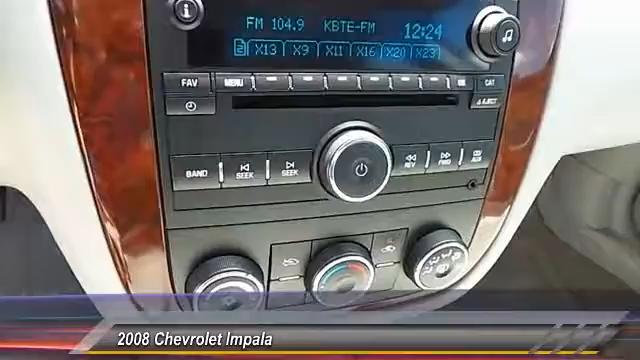 FM 104.9 KBTE-FM 12:24
X13 X9 X11 X16 X20 X23
FAV MENU CAT
EJECT
BAND SEEK SEEK REV FWD CD/AUX
2008 Chevrolet Impala